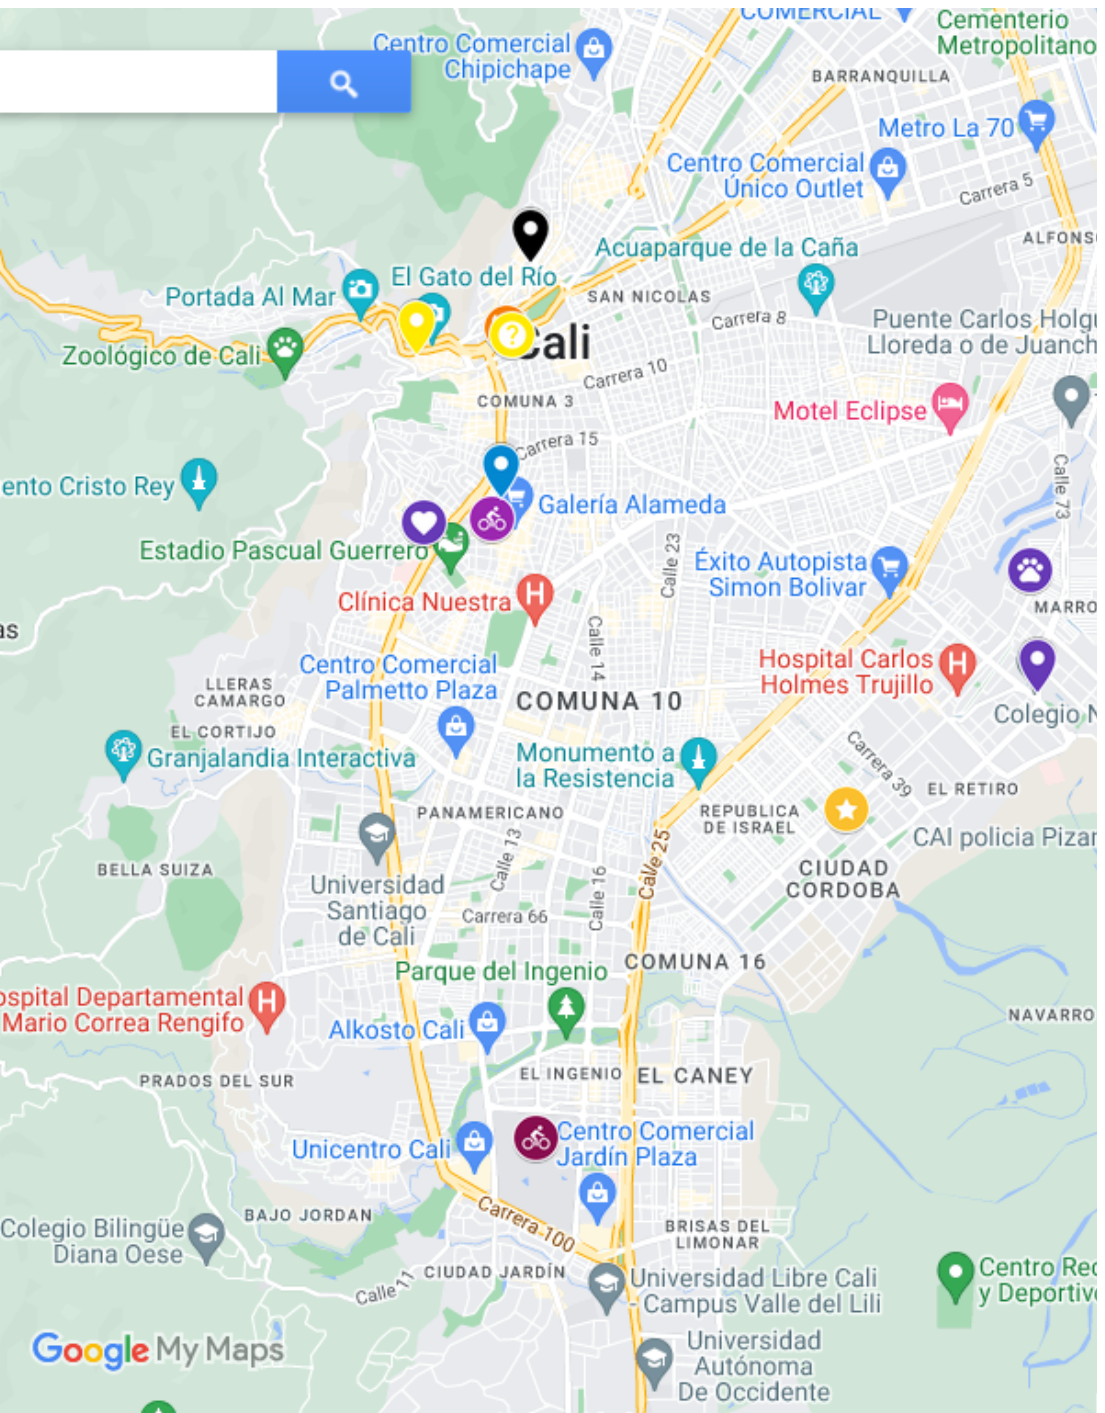 COMERCIAL
Cementerio
Metropolitano
Centro Comercial
Chipichape
BARRANQUILLA
Metro La 70
Centro Comercial
Único Outlet
Carrera 5
ALFONS
Acuaparque de la Caña
El Gato del Río
Portada Al Mar
SAN NICOLAS
Carrera 8
Puente Carlos Holgu
Lloreda o de Juanch
Zoológico de Cali
?
Cali
Carrera 10
COMUNA 3
Motel Eclipse
Carrera 15
ento Cristo Rey
Galería Alameda
Calle 73
Estadio Pascual Guerrero
Calle 23
Éxito Autopista
Simon Bolivar
H
Clínica Nuestra
MARRO
as
Calle 14
Centro Comercial
Palmetto Plaza
Hospital Carlos
Holmes Trujillo
H
LLERAS
CAMARGO
COMUNA 10
Colegio N
EL CORTIJO
Granjalandia Interactiva
Monumento a
la Resistencia
Carrera 39
EL RETIRO
PANAMERICANO
REPUBLICA
DE ISRAEL
CAI policia Pizar
Calle 13
Calle 25
BELLA SUIZA
CIUDAD
CORDOBA
Universidad
Santiago
de Cali
Calle 16
Carrera 66
COMUNA 16
Parque del Ingenio
ospital Departamental
Mario Correa Rengifo
H
Alkosto Cali
NAVARRO
PRADOS DEL SUR
EL INGENIO
EL CANEY
Unicentro Cali
Centro Comercial
Jardín Plaza
Carrera 100
BAJO JORDAN
Colegio Bilingüe
Diana Oese
BRISAS DEL
LIMONAR
CIUDAD JARDÍN
Calle 11
Universidad Libre Cali
- Campus Valle del Lili
Centro Rec
y Deportivo
Google My Maps
Universidad
Autónoma
De Occidente